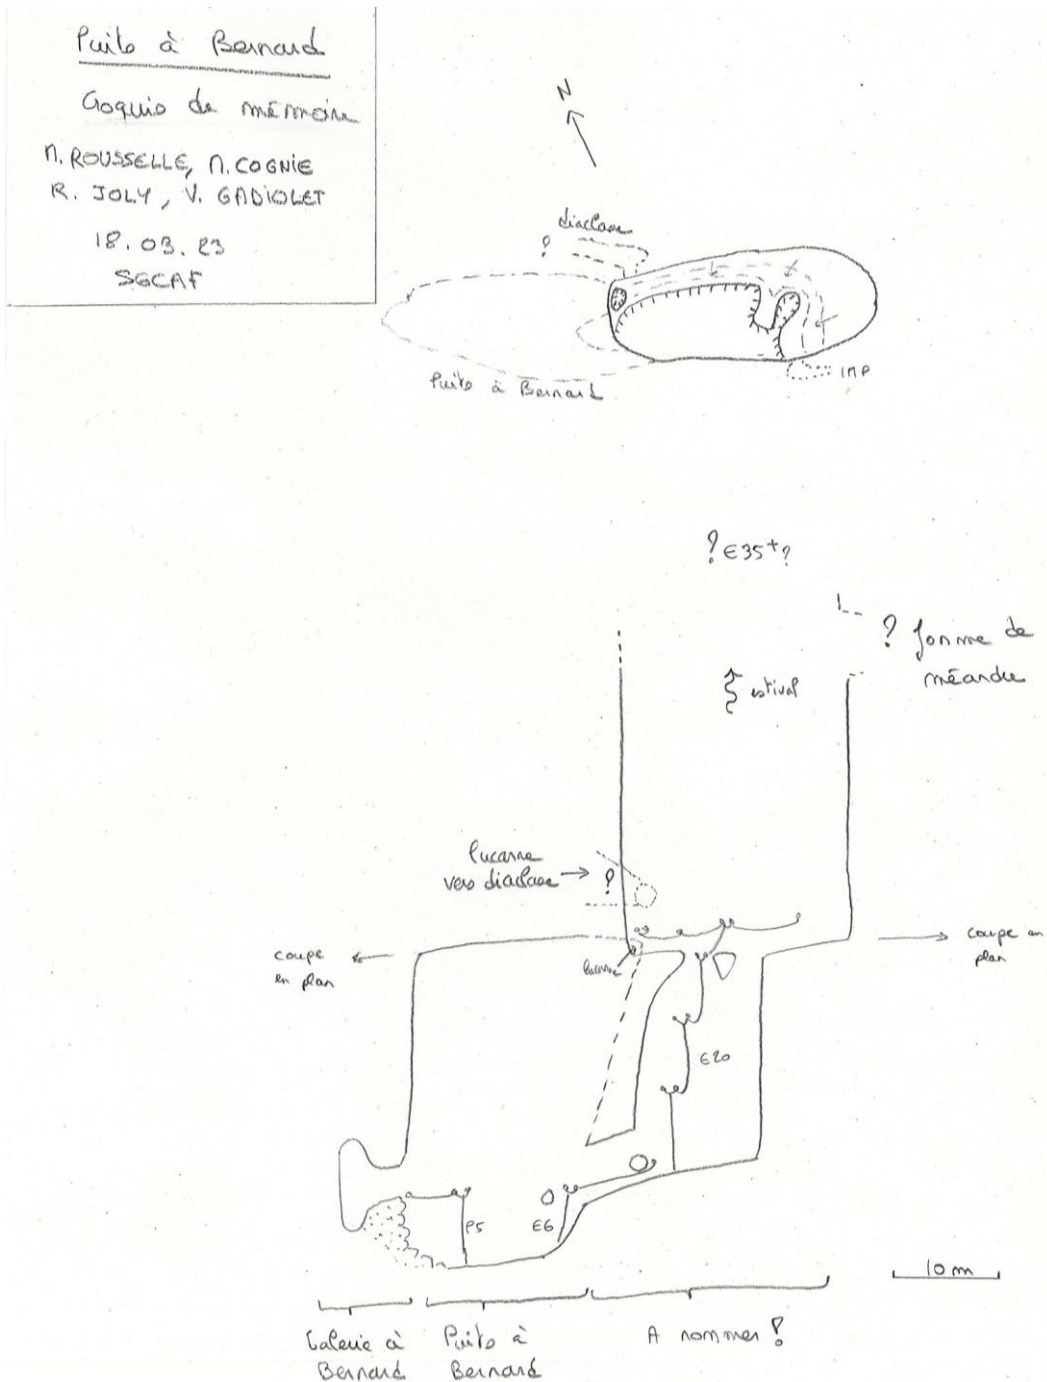 Puits à Bernard
Croquis de mémoire
M. ROUSSELLE, M. COGNIE
R. JOLY, V. GADIOLET
18.03.23
SGCAF
N
diaclase
?
Puits à Bernard
IMP
? E35+?
? forme de
méandre
estival
lucarne
vers diaclase
?
coupe
en plan
coupe en
plan
lucarne
E20
P5
E6
10 m
Galerie à
Bernard
Puits à
Bernard
A nommer !